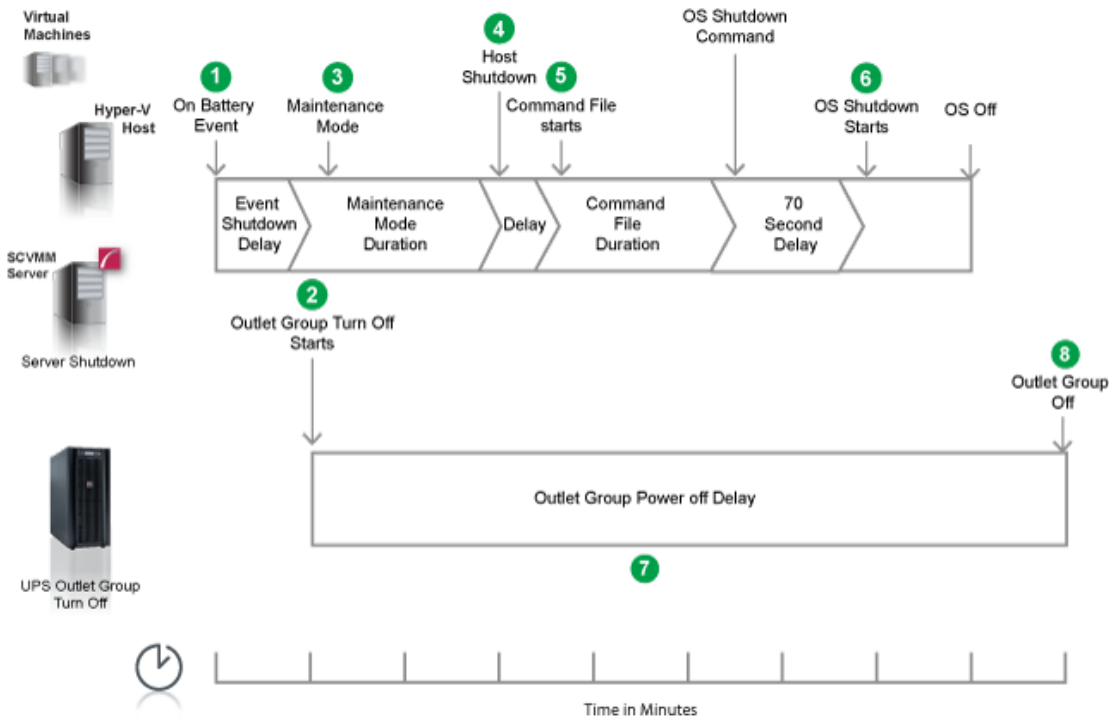 Virtual
Machines
4
OS Shutdown
Command
Host
Shutdown
1
3
5
6
On Battery
Event
Maintenance
Mode
Command File
starts
OS Shutdown
Starts
OS Off
Hyper-V
Host
Event
Shutdown
Delay
Maintenance
Mode
Duration
Delay
Command
File
Duration
70
Second
Delay
SCVMM
Server
Server Shutdown
2
Outlet Group Turn Off
Starts
8
Outlet Group
Off
Outlet Group Power off Delay
7
UPS Outlet Group
Turn Off
Time in Minutes